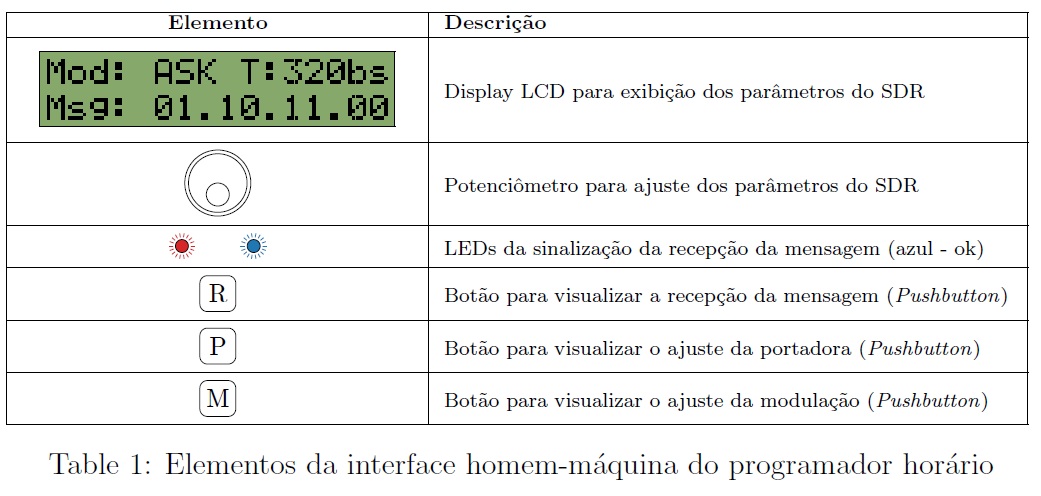 Elemento Descrição
Mod: ASK T:320bs
Msg: 01.10.11.00
Display LCD para exibição dos parâmetros do SDR
Potenciômetro para ajuste dos parâmetros do SDR
LEDs da sinalização da recepção da mensagem (azul - ok)
R Botão para visualizar a recepção da mensagem (Pushbutton)
P Botão para visualizar o ajuste da portadora (Pushbutton)
M Botão para visualizar o ajuste da modulação (Pushbutton)
Table 1: Elementos da interface homem-máquina do programador horário